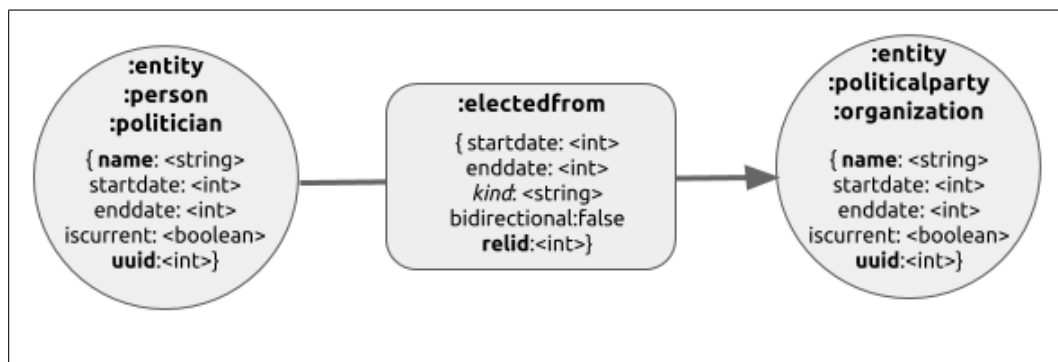 :entity
:person
:politician
{ name: <string>
startdate: <int>
enddate: <int>
iscurrent: <boolean>
uuid:<int>}
:electedfrom
{ startdate: <int>
enddate: <int>
kind: <string>
bidirectional:false
relid:<int>}
:entity
:politicalparty
:organization
{ name: <string>
startdate: <int>
enddate: <int>
iscurrent: <boolean>
uuid:<int>}